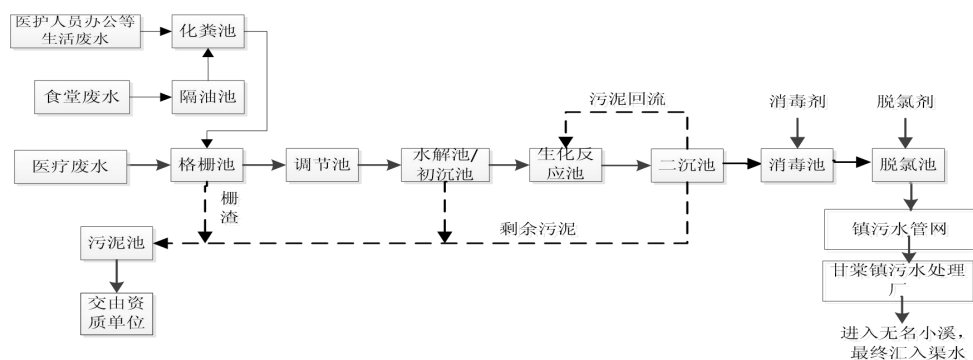 医护人员办公等
生活废水
化粪池
食堂废水
隔油池
污泥回流
消毒剂
脱氯剂
医疗废水
格栅池
调节池
水解池/
初沉池
生化反
应池
二沉池
消毒池
脱氯池
栅
渣
剩余污泥
污泥池
镇污水管网
交由资
质单位
甘棠镇污水处理
厂
进入无名小溪，
最终汇入渠水